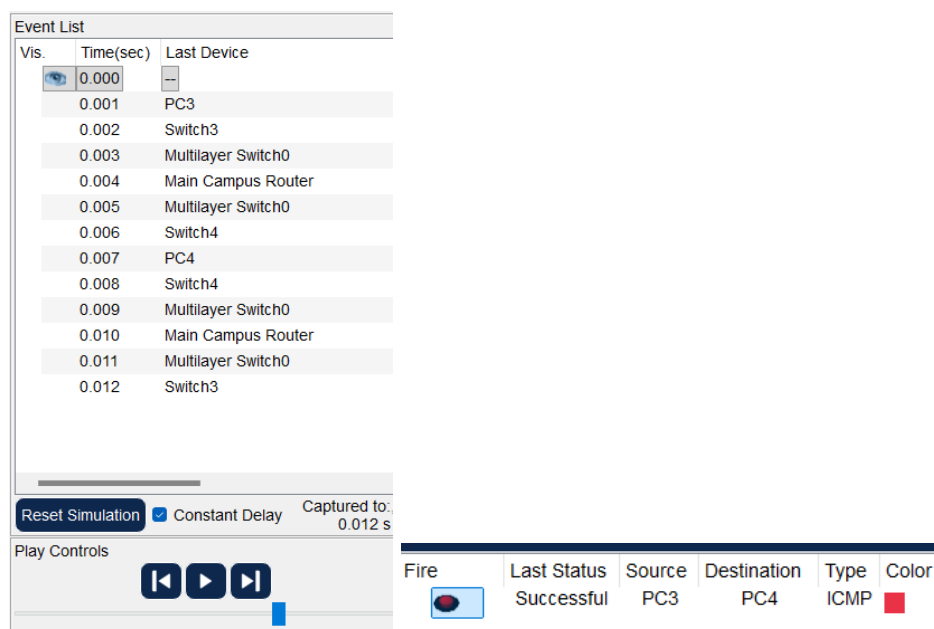 Event List
Vis. Time(sec) Last Device
0.000 --
0.001 PC3
0.002 Switch3
0.003 Multilayer Switch0
0.004 Main Campus Router
0.005 Multilayer Switch0
0.006 Switch4
0.007 PC4
0.008 Switch4
0.009 Multilayer Switch0
0.010 Main Campus Router
0.011 Multilayer Switch0
0.012 Switch3
Reset Simulation Constant Delay Captured to:
0.012 s
Play Controls
Fire Last Status Source Destination Type Color
Successful PC3 PC4 ICMP